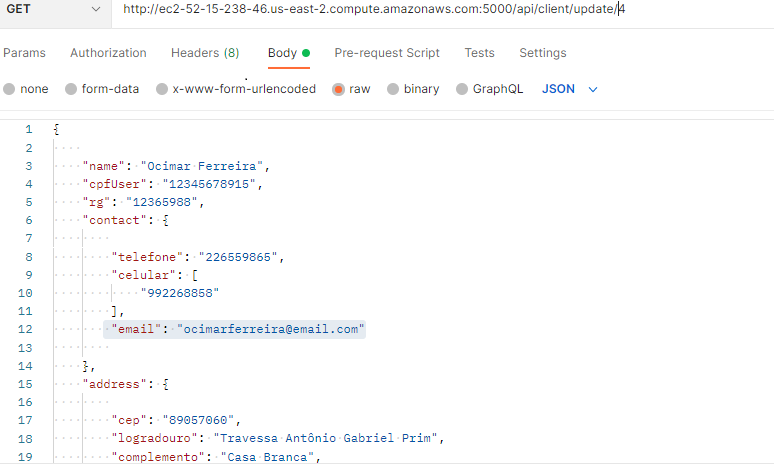 GET http://ec2-52-15-238-46.us-east-2.compute.amazonaws.com:5000/api/client/update/4
Params Authorization Headers (8) Body Pre-request Script Tests Settings
none form-data x-www-form-urlencoded raw binary GraphQL JSON
1 {
2
3 "name": "Ocimar Ferreira",
4 "cpfUser": "12345678915",
5 "rg": "12365988",
6 "contact": {
7
8 "telefone": "226559865",
9 "celular": [
10 "992268858"
11 ],
12 "email": "ocimarferreira@email.com"
13
14 },
15 "address": {
16
17 "cep": "89057060",
18 "logradouro": "Travessa Antônio Gabriel Prim",
19 "complemento": "Casa Branca",